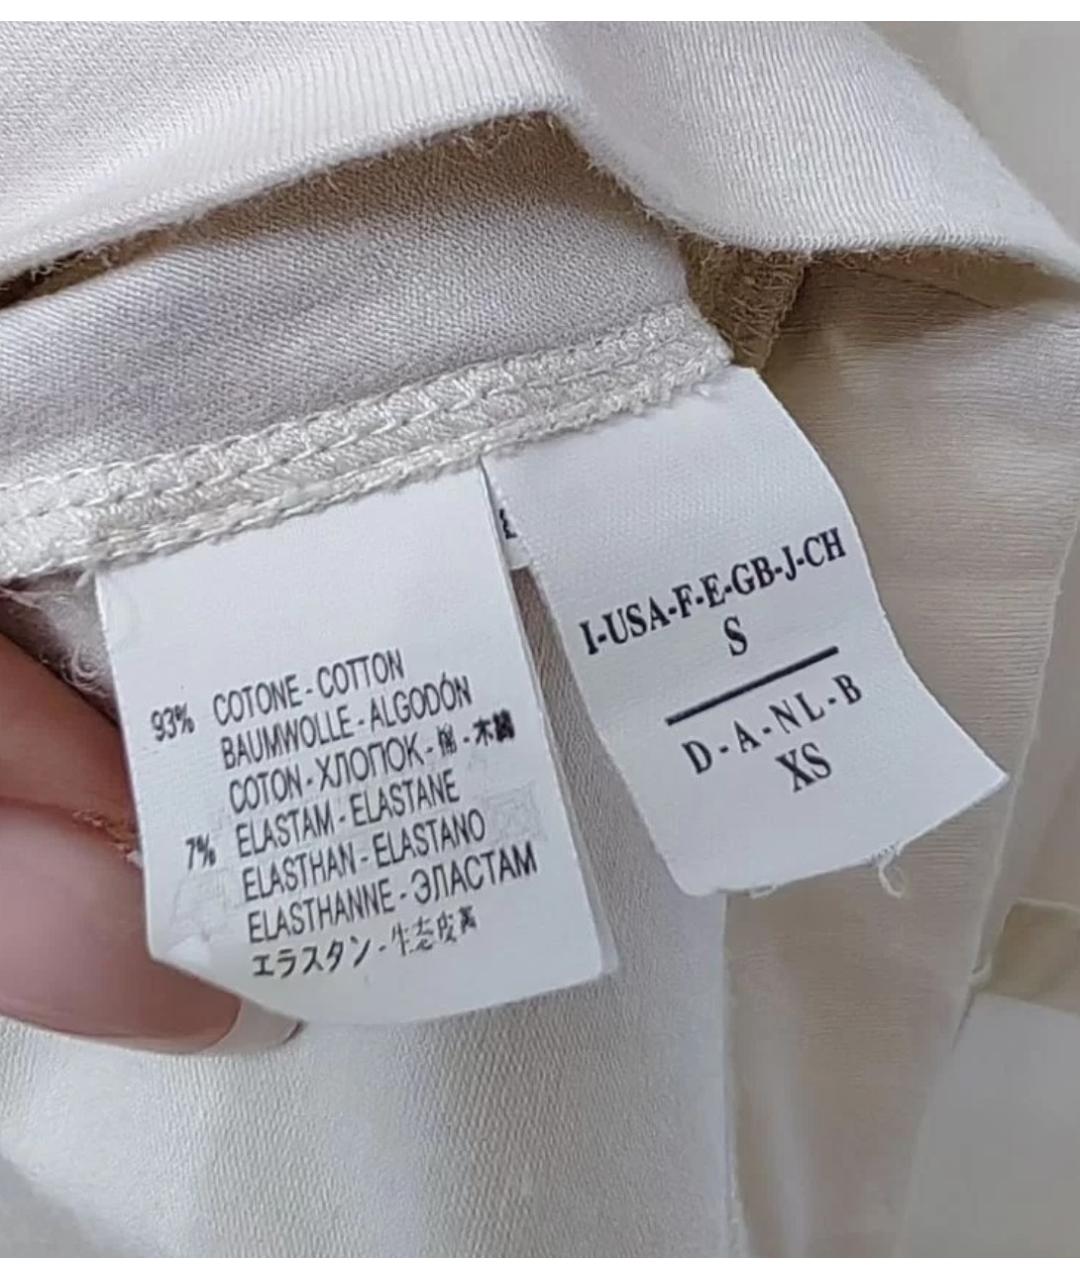 93% COTONE - COTTON
BAUMWOLLE - ALGODÓN
COTON - ХЛОПОК - 綿 - 木棉
7% ELASTAM - ELASTANE
ELASTHAN - ELASTANO
ELASTHANNE - ЭЛАСТАМ
エラスタン -
I-USA-F-E-GB-J-CH
S
D - A - NL - B
XS